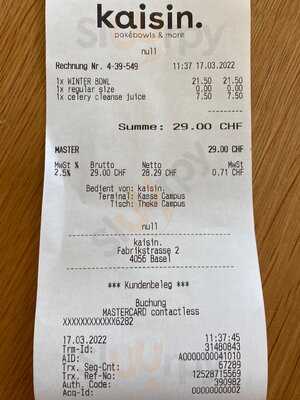 kaisin.
pokébowls & more
null
Rechnung Nr. 4-39-549 11:37 17.03.2022
1x WINTER BOWL 21.50 21.50
1x regular size 0.00 0.00
1x celery cleanse juice 7.50 7.50
Summe: 29.00 CHF
MASTER 29.00 CHF
MwSt % Brutto Netto MwSt
2.5% 29.00 CHF 28.29 CHF 0.71 CHF
Bedient von: kaisin.
Terminal: Kasse Campus
Tisch: Theke Campus
null
kaisin.
Fabrikstrasse 2
4056 Basel
*** Kundenbeleg ***
Buchung
MASTERCARD contactless
XXXXXXXXXXXX6282
17.03.2022 11:37:45
Trm-Id: 31480843
AID: A0000000041010
Trx. Seq-Cnt: 67289
Trx. Ref-No: 12528715569
Auth. Code: 390982
Acq-Id: 00000000002